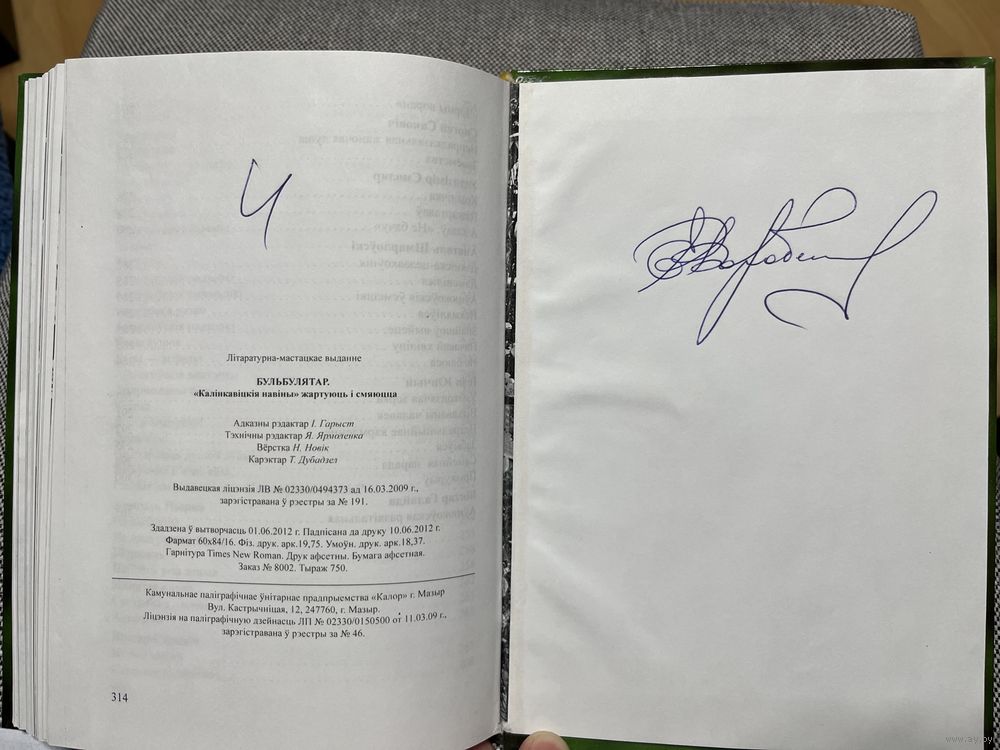 Ч
Літаратурна-мастацкае выданне
БУЛЬБУЛЯТАР.
«Калінкавіцкія навіны» жартуюць і смяюцца
Адказны рэдактар І. Гарыст
Тэхнічны рэдактар Я. Ярмоленка
Вёрстка Н. Новік
Карэктар Т. Дубадзел
Выдавецкая ліцэнзія ЛВ № 02330/0494373 ад 16.03.2009 г.,
зарэгістравана ў рэестры за № 191.
Здадзена ў вытворчасць 01.06.2012 г. Падпісана да друку 10.06.2012 г.
Фармат 60х84/16. Фіз. друк. арк.19,75. Умоўн. друк. арк.18,37.
Гарнітура Times New Roman. Друк афсетны. Бумага афсетная.
Заказ № 8002. Тыраж 750.
Камунальнае паліграфічнае ўнітарнае прадпрыемства «Калор» г. Мазыр
Вул. Кастрычніцкая, 12, 247760, г. Мазыр.
Ліцэнзія на паліграфічную дзейнасць ЛП № 02330/0150500 от 11.03.09 г.,
зарэгістравана ў рэестры за № 46.
314
www.ay.by